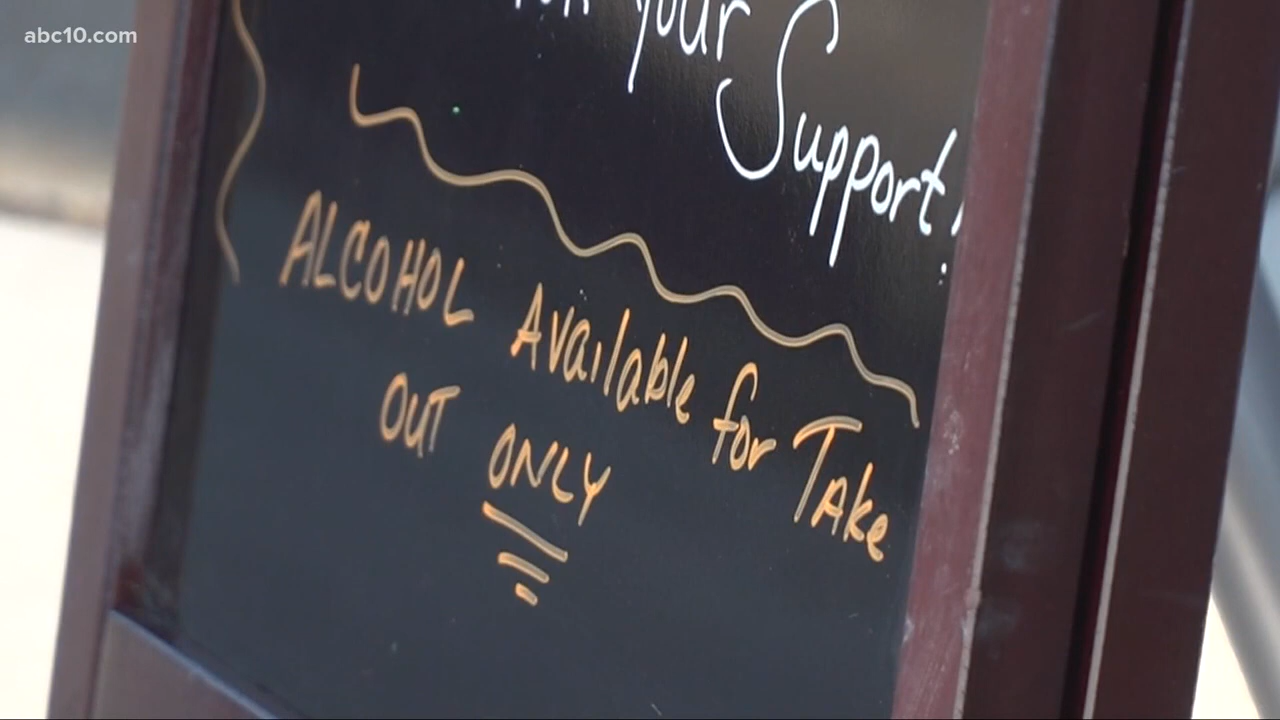 abc10.com
your
Support!
ALCOHOL Available for TAke
OUT ONLY